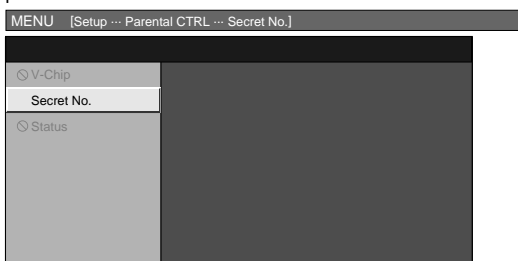 MENU [Setup ··· Parental CTRL ··· Secret No.]
V-Chip
Secret No.
Status